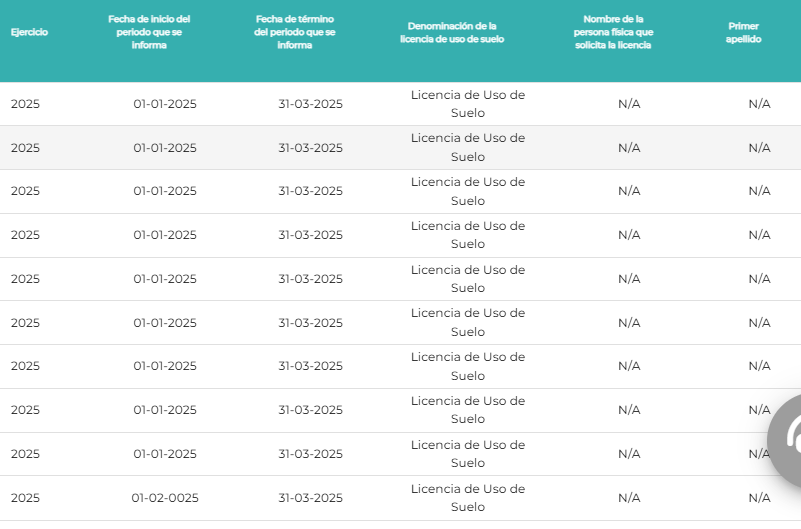 Ejercicio
Fecha de inicio del
periodo que se
informa
Fecha de término
del periodo que se
informa
Denominación de la
licencia de uso de suelo
Nombre de la
persona física que
solicita la licencia
Primer
apellido
2025 01-01-2025 31-03-2025 Licencia de Uso de
Suelo N/A N/A
2025 01-01-2025 31-03-2025 Licencia de Uso de
Suelo N/A N/A
2025 01-01-2025 31-03-2025 Licencia de Uso de
Suelo N/A N/A
2025 01-01-2025 31-03-2025 Licencia de Uso de
Suelo N/A N/A
2025 01-01-2025 31-03-2025 Licencia de Uso de
Suelo N/A N/A
2025 01-01-2025 31-03-2025 Licencia de Uso de
Suelo N/A N/A
2025 01-01-2025 31-03-2025 Licencia de Uso de
Suelo N/A N/A
2025 01-01-2025 31-03-2025 Licencia de Uso de
Suelo N/A N/A
2025 01-01-2025 31-03-2025 Licencia de Uso de
Suelo N/A N/A
2025 01-02-0025 31-03-2025 Licencia de Uso de
Suelo N/A N/A